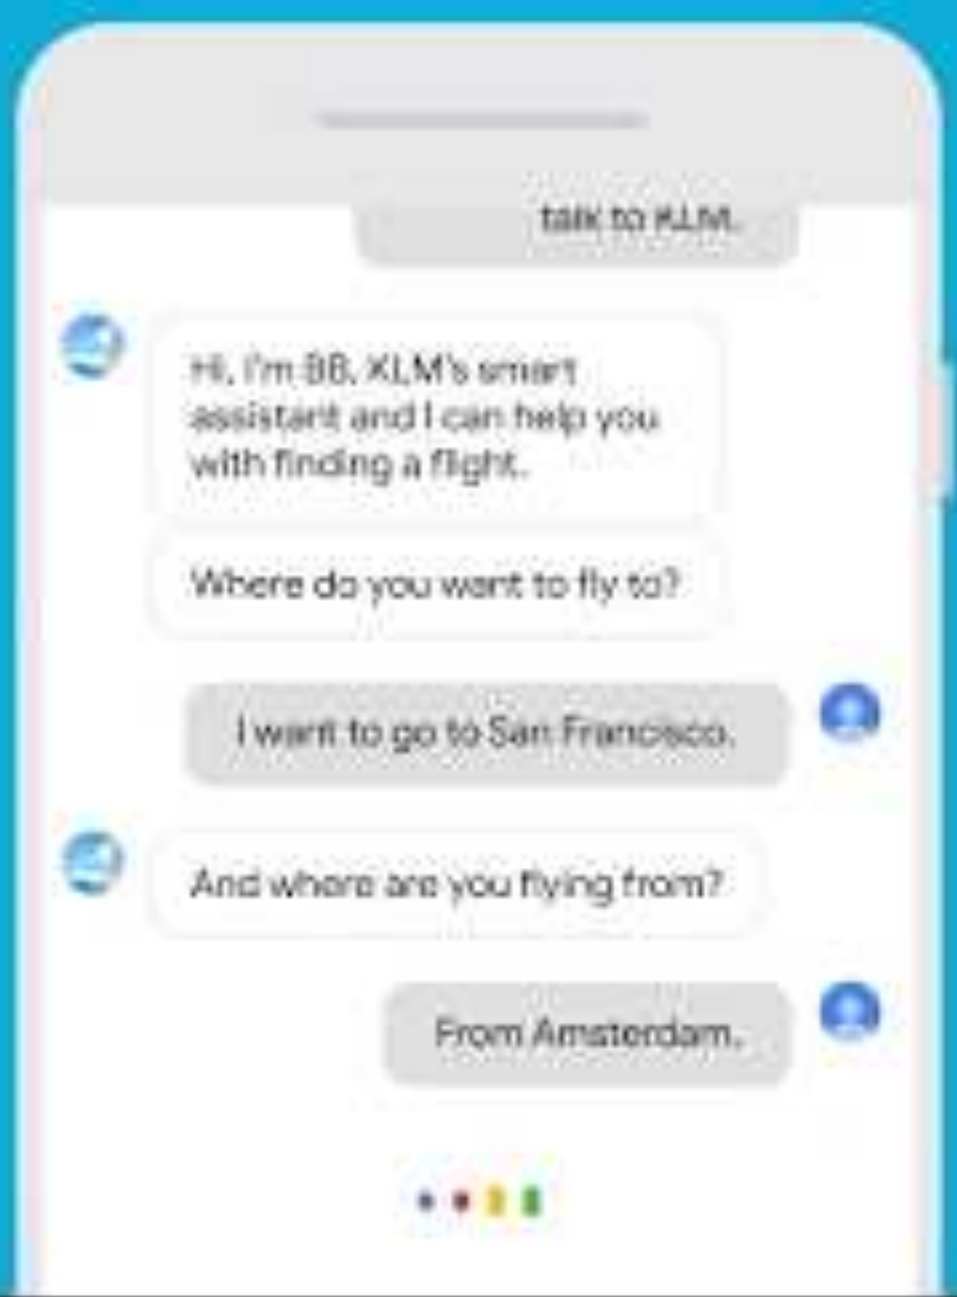 talk to KLM.
Hi, I'm BB, KLM's smart
assistant and I can help you
with finding a flight.
Where do you want to fly to?
I want to go to San Francisco.
And where are you flying from?
From Amsterdam.